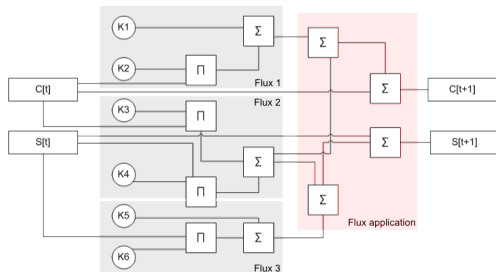 K1
Σ
Σ
K2
Π
Flux 1
C[t]
Σ
C[t+1]
Flux 2
K3
Π
S[t]
Σ
S[t+1]
Σ
K4
Π
Σ
K5
Flux application
Π
Σ
K6
Flux 3